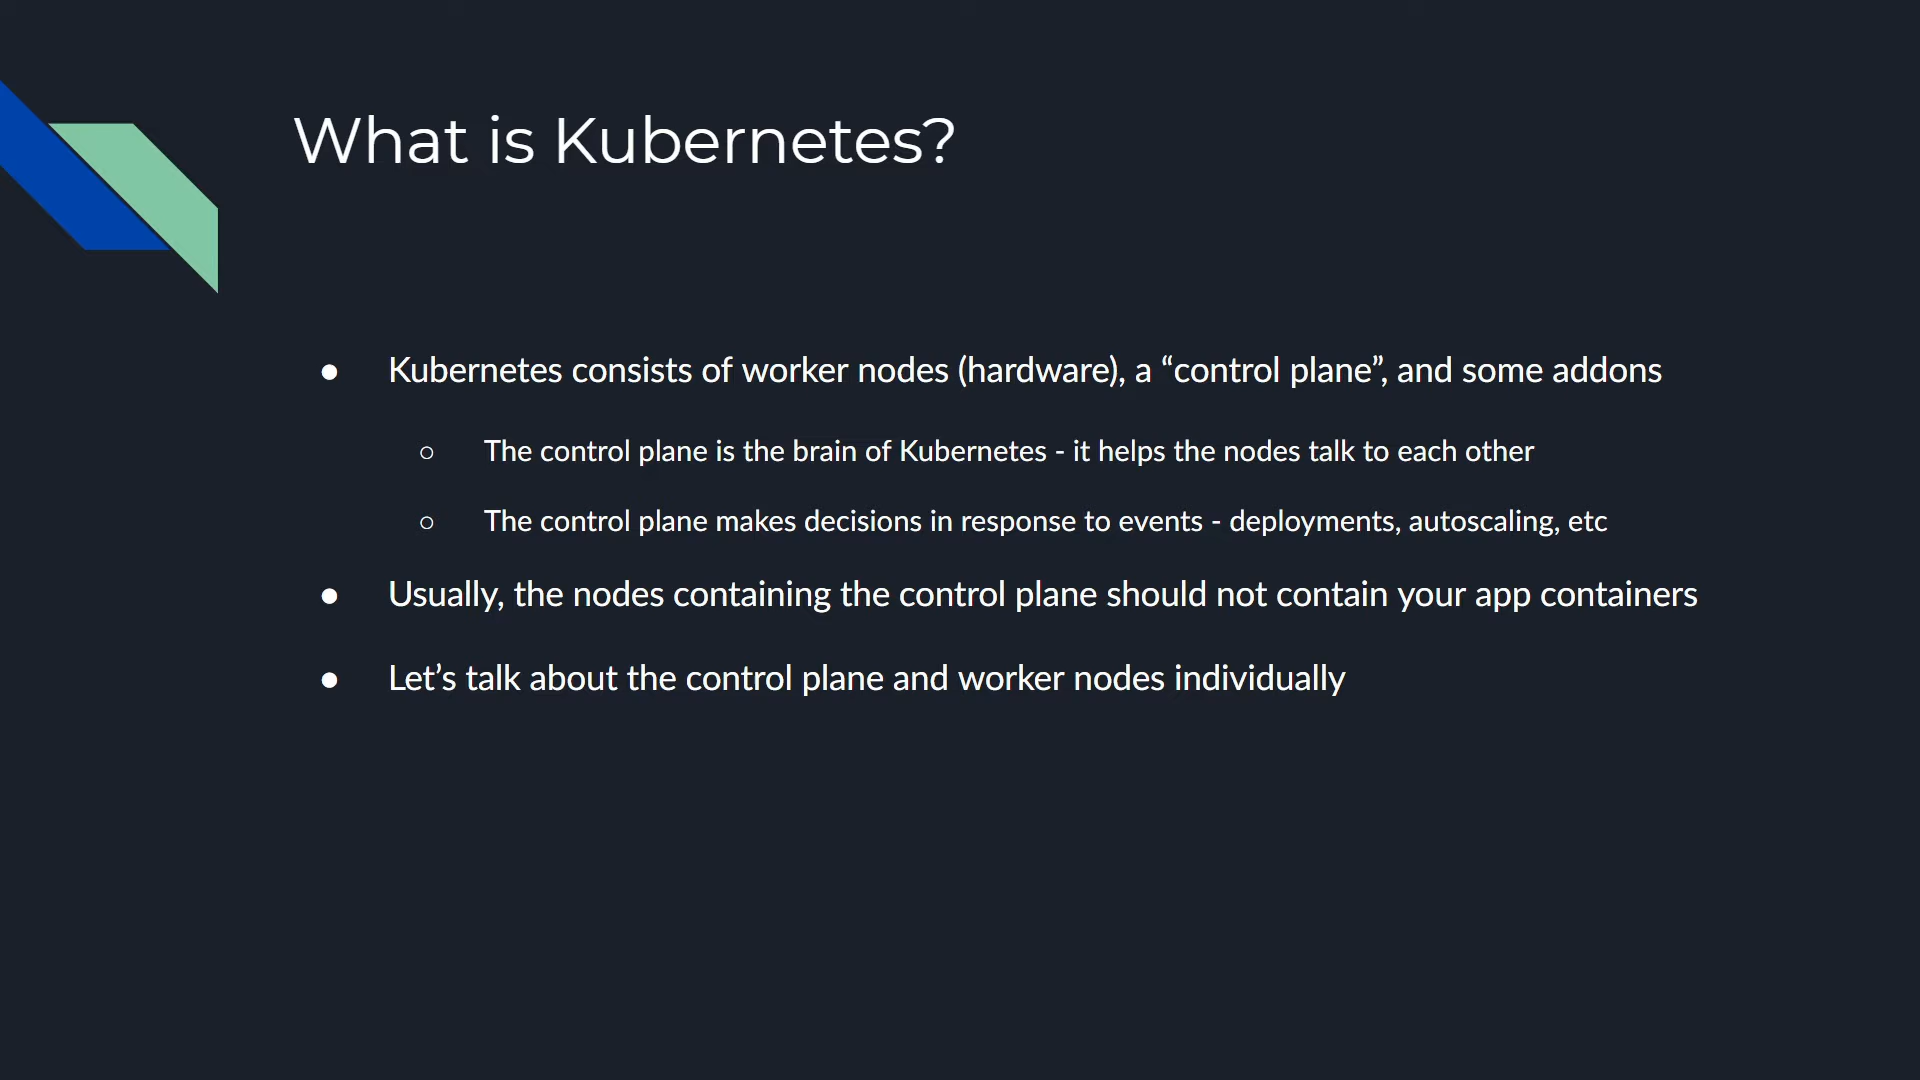 What is Kubernetes?
● Kubernetes consists of worker nodes (hardware), a “control plane”, and some addons
○ The control plane is the brain of Kubernetes - it helps the nodes talk to each other
○ The control plane makes decisions in response to events - deployments, autoscaling, etc
● Usually, the nodes containing the control plane should not contain your app containers
● Let’s talk about the control plane and worker nodes individually